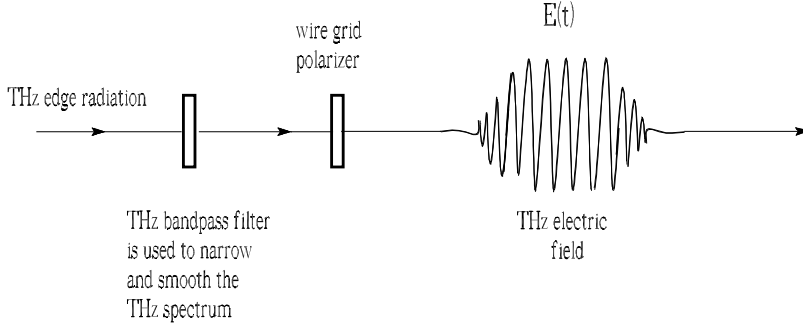 E(t)
wire grid
polarizer
THz edge radiation
THz bandpass filter
is used to narrow
and smooth the
THz spectrum
THz electric
field